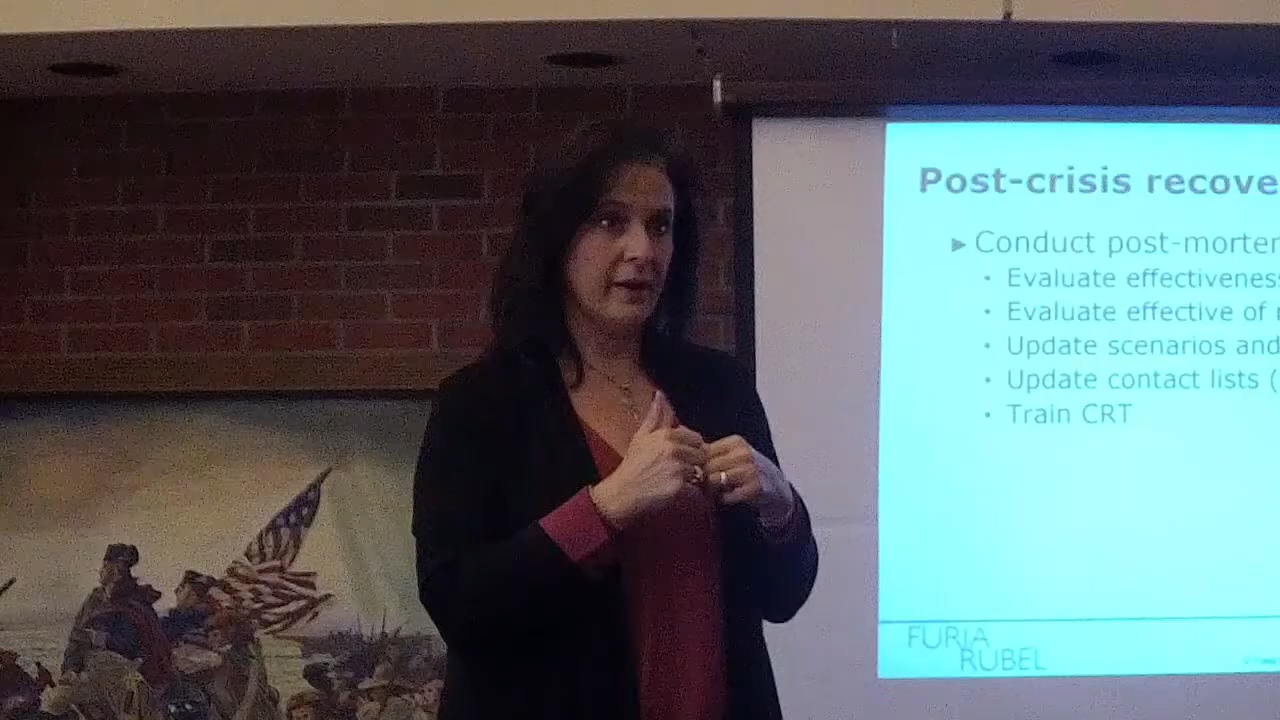 Post-crisis recove
Conduct post-morte
Evaluate effectiveness
Evaluate effective of
Update scenarios and
Update contact lists (
Train CRT
FURIA
RUBEL